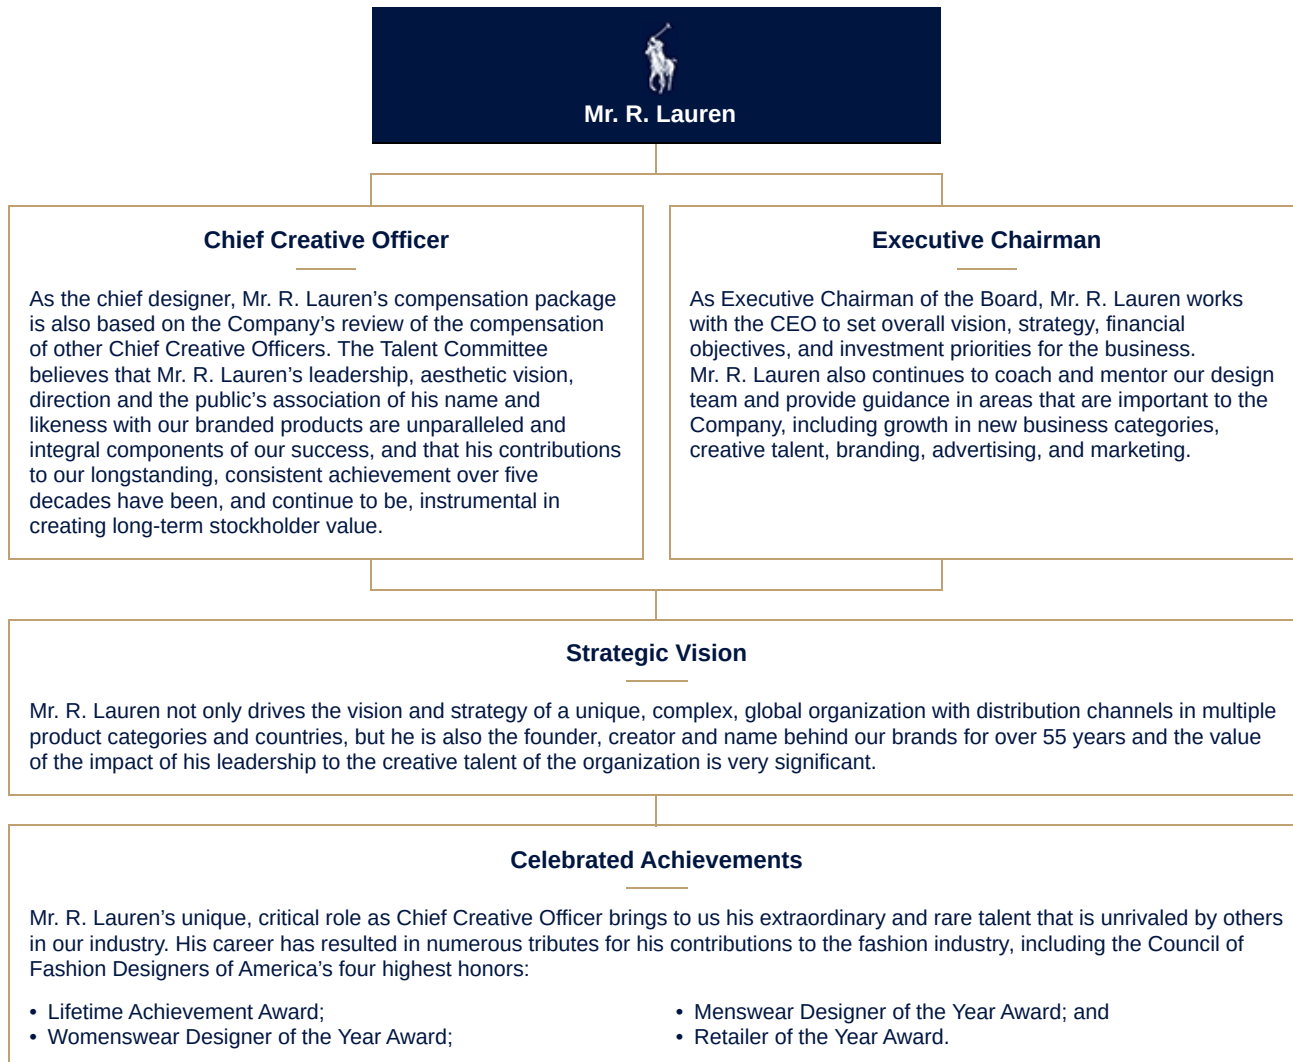 Mr. R. Lauren
Chief Creative Officer
As the chief designer, Mr. R. Lauren’s compensation package
is also based on the Company’s review of the compensation
of other Chief Creative Officers. The Talent Committee
believes that Mr. R. Lauren’s leadership, aesthetic vision,
direction and the public’s association of his name and
likeness with our branded products are unparalleled and
integral components of our success, and that his contributions
to our longstanding, consistent achievement over five
decades have been, and continue to be, instrumental in
creating long-term stockholder value.
Executive Chairman
As Executive Chairman of the Board, Mr. R. Lauren works
with the CEO to set overall vision, strategy, financial
objectives, and investment priorities for the business.
Mr. R. Lauren also continues to coach and mentor our design
team and provide guidance in areas that are important to the
Company, including growth in new business categories,
creative talent, branding, advertising, and marketing.
Strategic Vision
Mr. R. Lauren not only drives the vision and strategy of a unique, complex, global organization with distribution channels in multiple
product categories and countries, but he is also the founder, creator and name behind our brands for over 55 years and the value
of the impact of his leadership to the creative talent of the organization is very significant.
Celebrated Achievements
Mr. R. Lauren’s unique, critical role as Chief Creative Officer brings to us his extraordinary and rare talent that is unrivaled by others
in our industry. His career has resulted in numerous tributes for his contributions to the fashion industry, including the Council of
Fashion Designers of America’s four highest honors:
• Lifetime Achievement Award;
• Womenswear Designer of the Year Award;
• Menswear Designer of the Year Award; and
• Retailer of the Year Award.